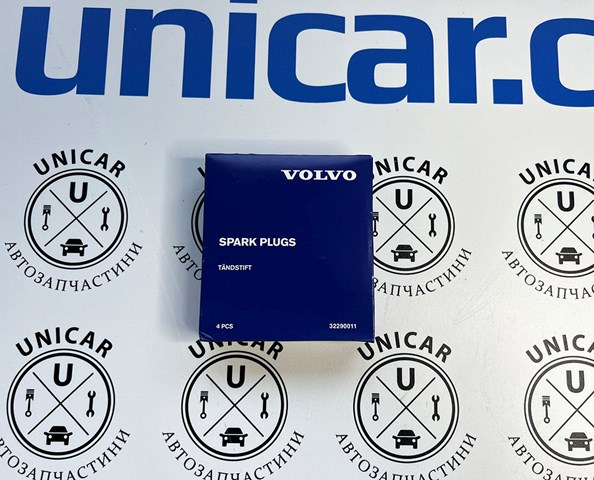 unicar.c
VOLVO
SPARK PLUGS
TÄNDSTIFT
4 PCS 32290011
UNICAR
U
АВТОЗАПЧАСТИНИ
UNICAR
АВТОЗАПЧАСТИНИ
UNICAR
U
АВТОЗАПЧАСТИНИ
UNICAR
U
АВТОЗАПЧАСТИНИ
UNICAR
U
АВТОЗАПЧАСТИНИ
UNICAR
U
АВТОЗАПЧАСТИНИ
UNICAR
U
АВТОЗАПЧАС